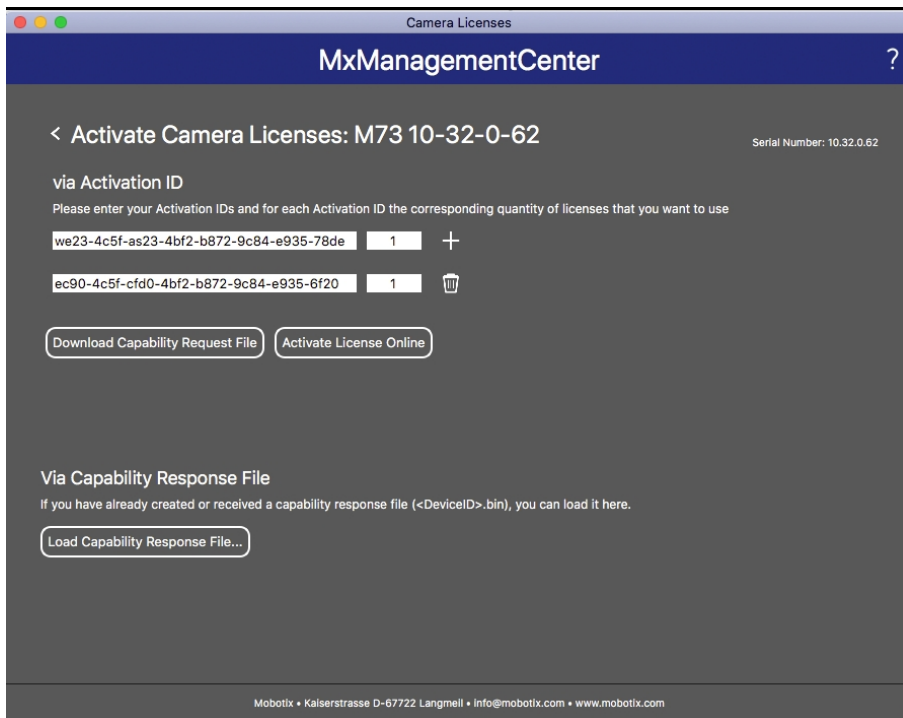 Camera Licenses
MxManagementCenter
?
< Activate Camera Licenses: M73 10-32-0-62
Serial Number: 10.32.0.62
via Activation ID
Please enter your Activation IDs and for each Activation ID the corresponding quantity of licenses that you want to use
we23-4c5f-as23-4bf2-b872-9c84-e935-78de 1 +
ec90-4c5f-cfd0-4bf2-b872-9c84-e935-6f20 1
Download Capability Request File Activate License Online
Via Capability Response File
If you have already created or received a capability response file (<DeviceID>.bin), you can load it here.
Load Capability Response File...
Mobotix • Kaiserstrasse D-67722 Langmeil • info@mobotix.com • www.mobotix.com